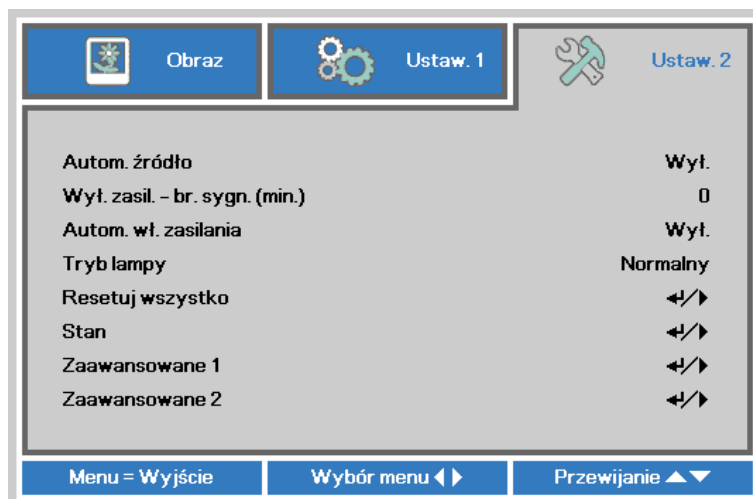 Obraz
Ustaw. 1
Ustaw. 2
Autom. źródło Wył.
Wył. zasil. – br. sygn. (min.) 0
Autom. wł. zasilania Wył.
Tryb lampy Normalny
Resetuj wszystko ↵/▶
Stan ↵/▶
Zaawansowane 1 ↵/▶
Zaawansowane 2 ↵/▶
Menu = Wyjście
Wybór menu ◀ ▶
Przewijanie ▲▼